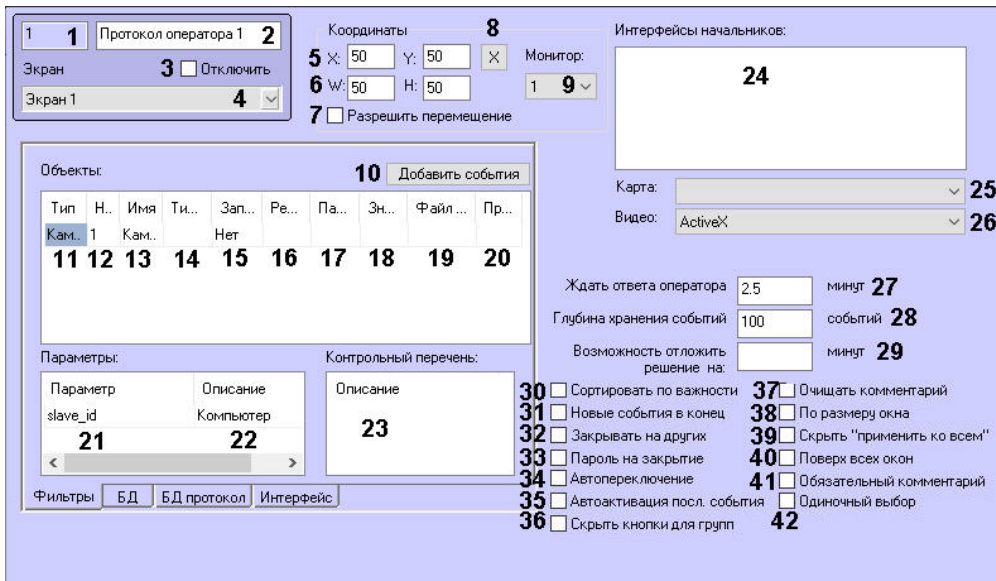 1 1 Протокол оператора 1 2
Экран 3 Отключить
Экран 1 4
Координаты 8
5 X: 50 Y: 50 X Монитор:
6 W: 50 H: 50 1 9
7 Разрешить перемещение
Интерфейсы начальников:
24
Карта: 25
Видео: ActiveX 26
Объекты: 10 Добавить события
Тип Н.. Имя Ти... Зап... Ре... Па... Зн... Файл ... Пр...
Кам.. 1 Кам.. Нет
11 12 13 14 15 16 17 18 19 20
Параметры:
Параметр Описание
slave_id Компьютер
21 22
Контрольный перечень:
Описание
23
Фильтры БД БД протокол Интерфейс
Ждать ответа оператора 2.5 минут 27
Глубина хранения событий 100 событий 28
Возможность отложить
решение на: минут 29
30 Сортировать по важности 37 Очищать комментарий
31 Новые события в конец 38 По размеру окна
32 Закрывать на других 39 Скрыть "применить ко всем"
33 Пароль на закрытие 40 Поверх всех окон
34 Автопереключение 41 Обязательный комментарий
35 Автоактивация посл. события Одиночный выбор
36 Скрыть кнопки для групп 42